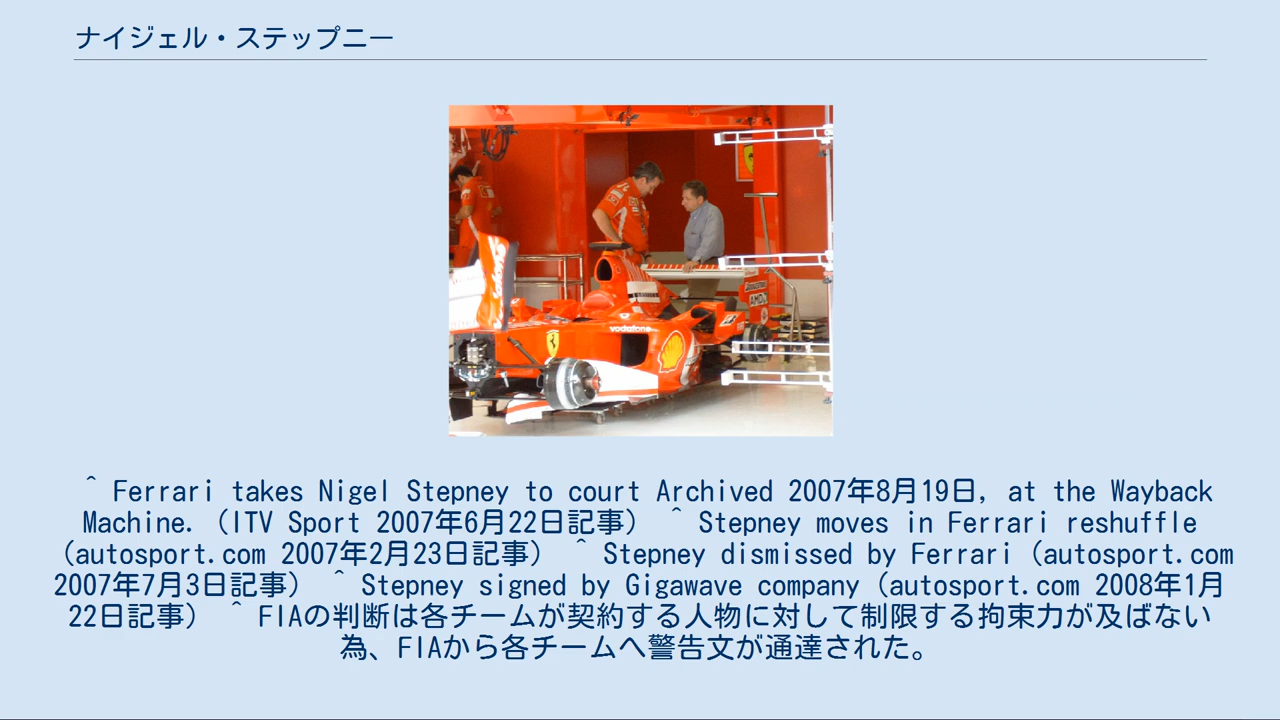 ナイジェル・ステップニー
vodafone
AMD
^ Ferrari takes Nigel Stepney to court Archived 2007年8月19日, at the Wayback
Machine.（ITV Sport 2007年6月22日記事） ^ Stepney moves in Ferrari reshuffle
（autosport.com 2007年2月23日記事） ^ Stepney dismissed by Ferrari（autosport.com
2007年7月3日記事） ^ Stepney signed by Gigawave company（autosport.com 2008年1月
22日記事） ^ FIAの判断は各チームが契約する人物に対して制限する拘束力が及ばない
為、FIAから各チームへ警告文が通達された。